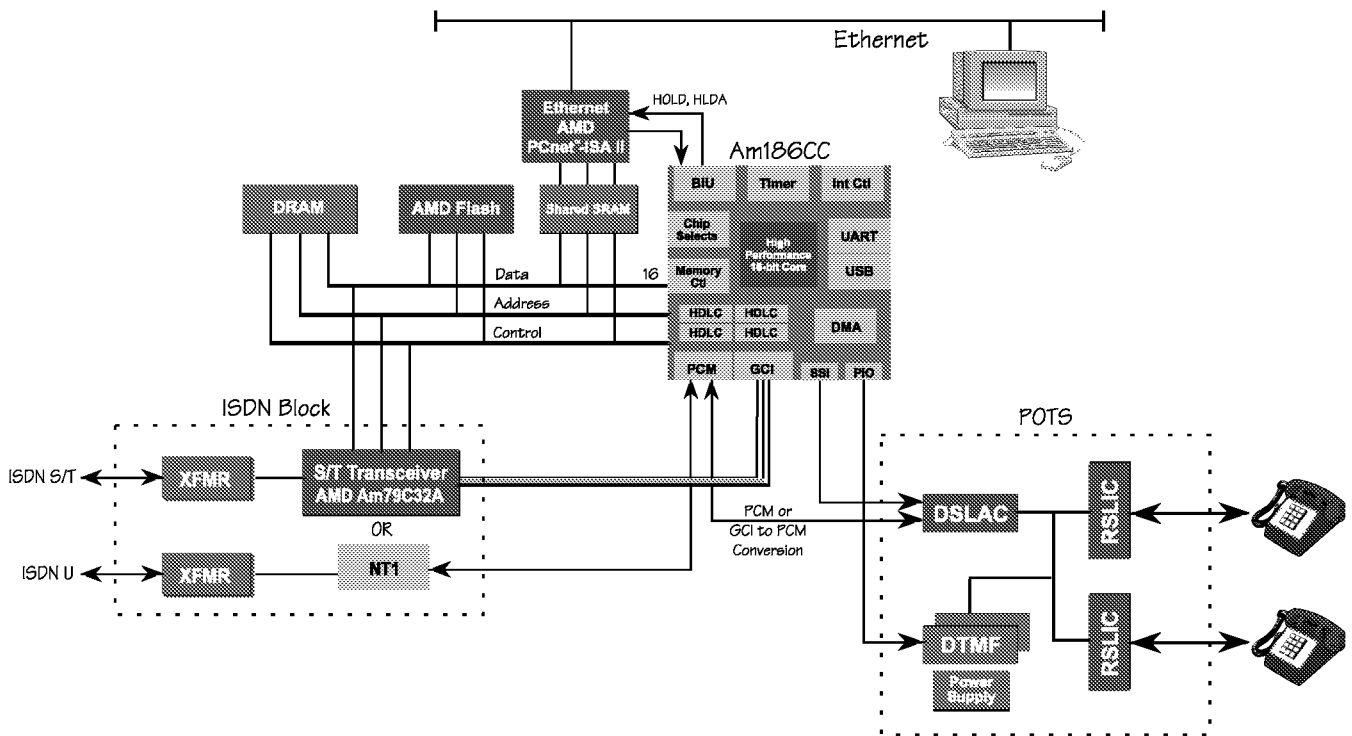 Ethernet
Ethernet
AMD
PCnet-ISA II
HOLD, HLDA
Am186CC
BIU
Timer
Int Ctl
DRAM
AMD Flash
Shared SRAM
Chip
Selects
High
Performance
16-bit Core
UART
USB
Data
16
Memory
Ctl
Address
HDLC
HDLC
HDLC
HDLC
DMA
Control
PCM
GCI
SSI
PIO
ISDN Block
POTS
ISDN S/T
XFMR
S/T Transceiver
AMD Am79C32A
OR
ISDN U
XFMR
NT1
PCM or
GCI to PCM
Conversion
DSLAC
RSLIC
DTMF
Power
Supply
RSLIC